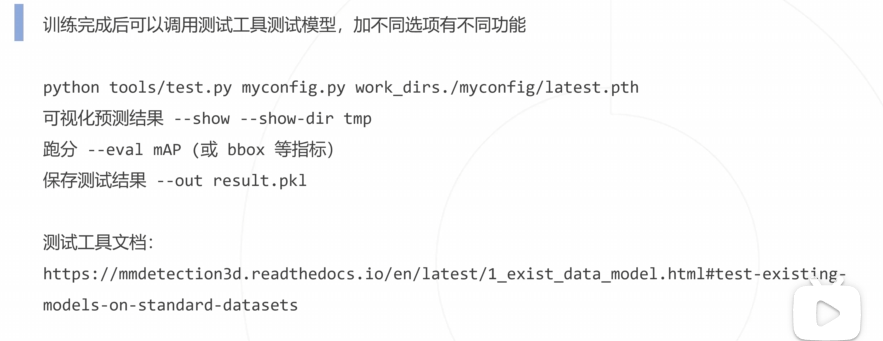 训练完成后可以调用测试工具测试模型，加不同选项有不同功能
python tools/test.py myconfig.py work_dirs./myconfig/latest.pth
可视化预测结果 --show --show-dir tmp
跑分 --eval mAP（或 bbox 等指标）
保存测试结果 --out result.pkl
测试工具文档：
https://mmdetection3d.readthedocs.io/en/latest/1_exist_data_model.html#test-existing-
models-on-standard-datasets